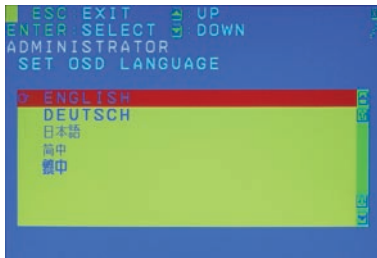 ESC:EXIT UP
ENTER:SELECT DOWN
ADMINISTRATOR
SET OSD LANGUAGE
ENGLISH
DEUTSCH
日本語
简中
繁中